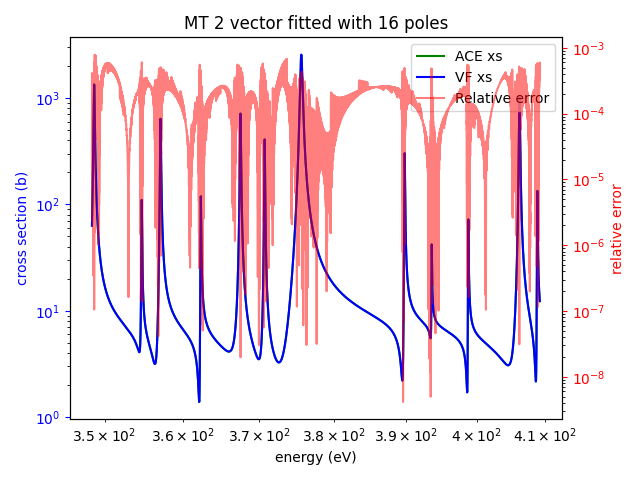 MT 2 vector fitted with 16 poles
ACE xs
VF xs
Relative error
10³
10²
10¹
10⁰
cross section (b)
10⁻³
10⁻⁴
10⁻⁵
10⁻⁶
10⁻⁷
10⁻⁸
relative error
3.5 × 10² 3.6 × 10² 3.7 × 10² 3.8 × 10² 3.9 × 10² 4 × 10² 4.1 × 10²
energy (eV)